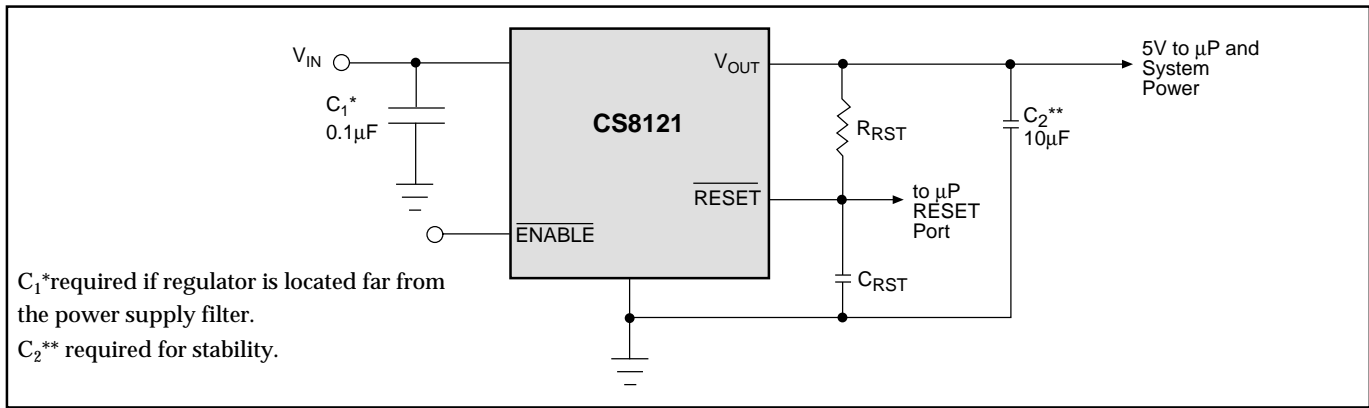 V_IN
C₁*
0.1μF
CS8121
V_OUT
RESET
ENABLE
R_RST
C_RST
C₂**
10μF
5V to μP and
System
Power
to μP
RESET
Port
C₁*required if regulator is located far from
the power supply filter.
C₂** required for stability.